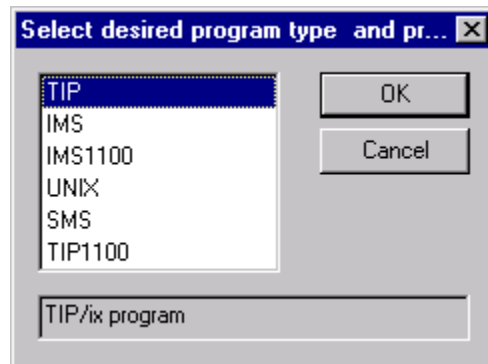 Select desired program type  and pr...
TIP
IMS
IMS1100
UNIX
SMS
TIP1100
OK
Cancel
TIP/ix program